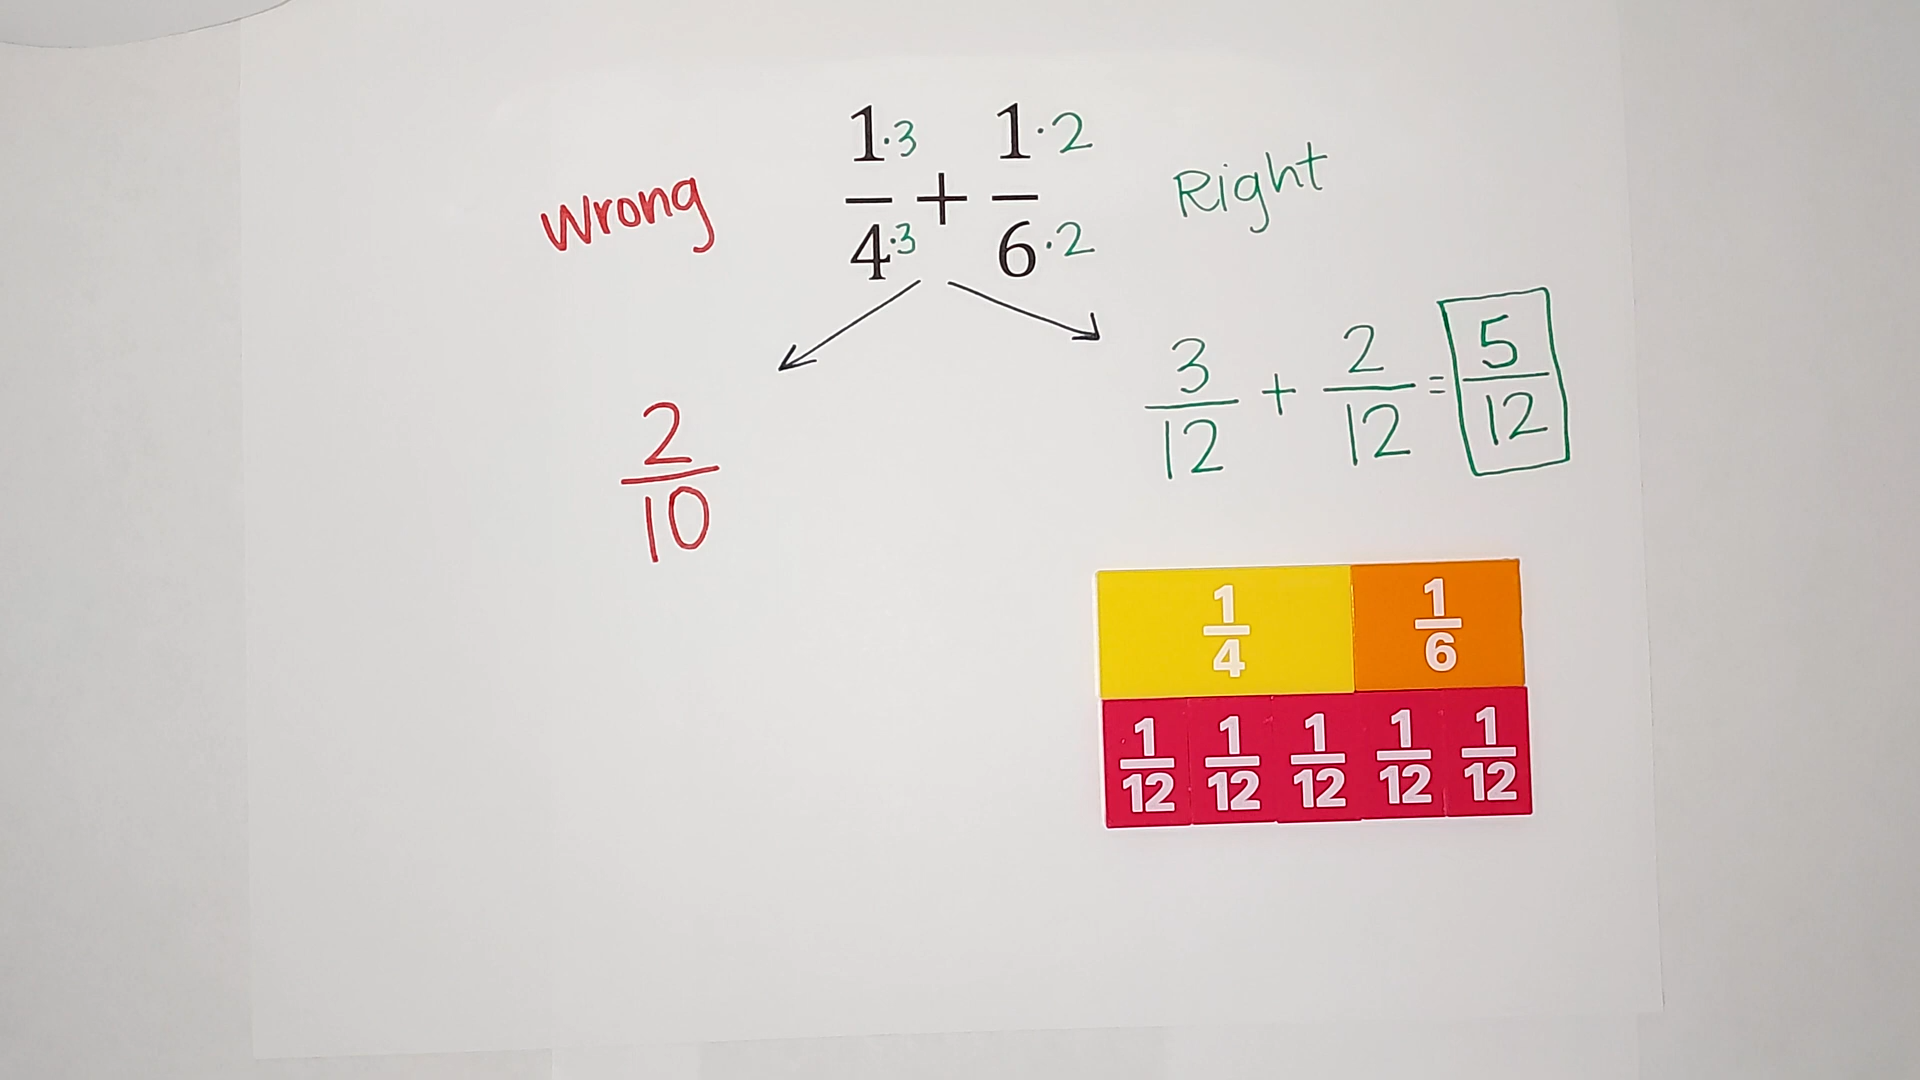 Wrong
1·3/4·3 + 1·2/6·2
Right
2/10
3/12 + 2/12 = 5/12
1/4 1/6
1/12 1/12 1/12 1/12 1/12